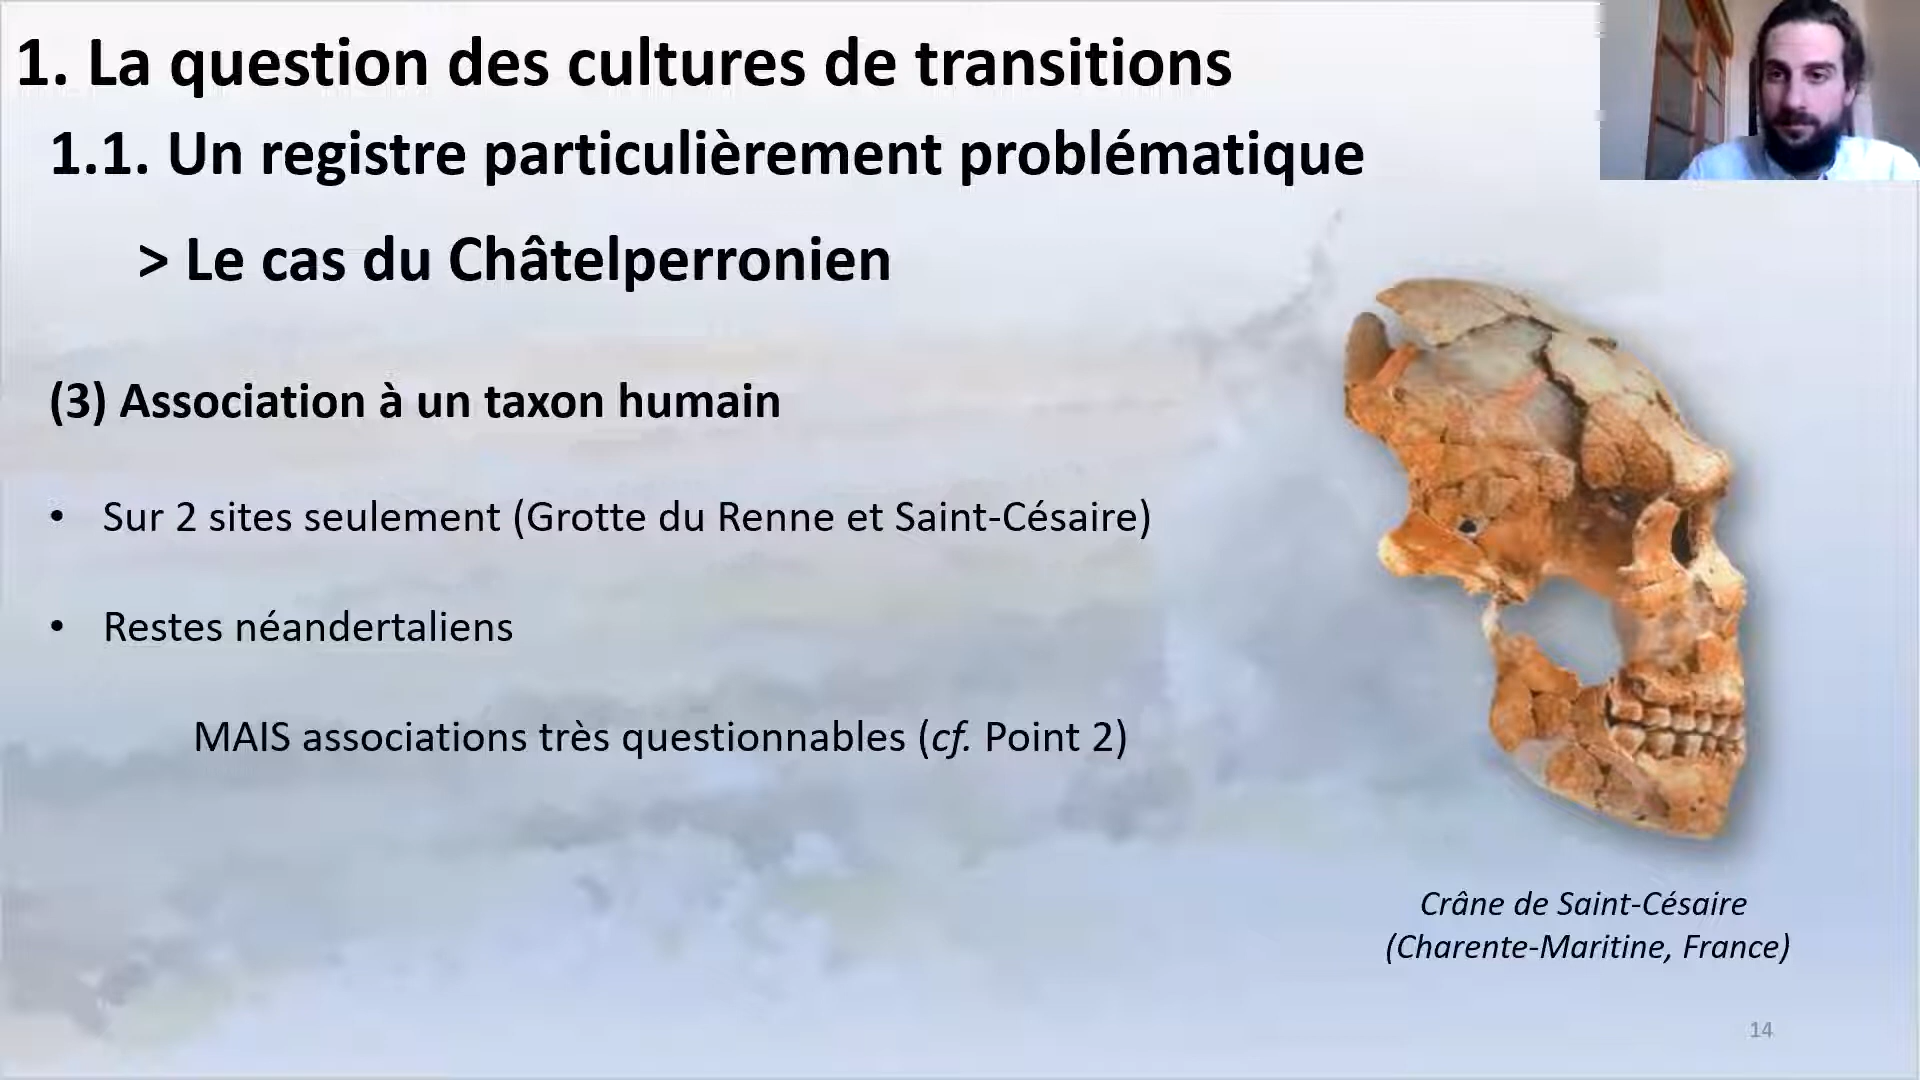 1. La question des cultures de transitions
1.1. Un registre particulièrement problématique
> Le cas du Châtelperronien
(3) Association à un taxon humain
• Sur 2 sites seulement (Grotte du Renne et Saint-Césaire)
• Restes néandertaliens
MAIS associations très questionnables (cf. Point 2)
Crâne de Saint-Césaire
(Charente-Maritine, France)
14